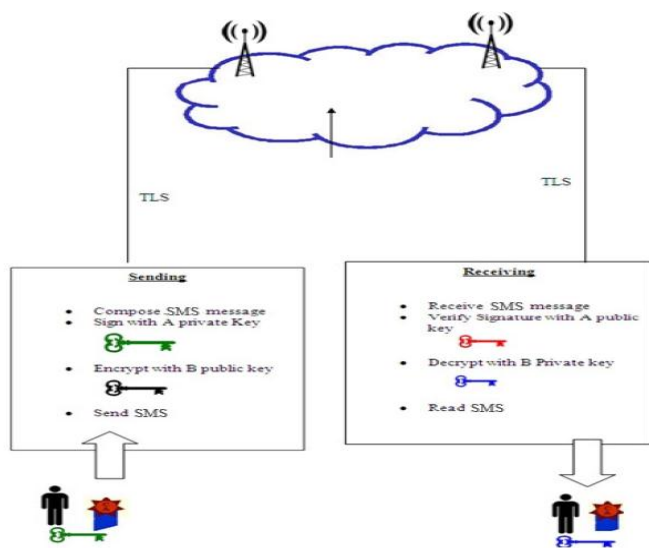 TLS
TLS
Sending
Compose SMS message
Sign with A private Key
Encrypt with B public key
Send SMS
Receiving
Receive SMS message
Verify Signature with A public
key
Decrypt with B Private key
Read SMS